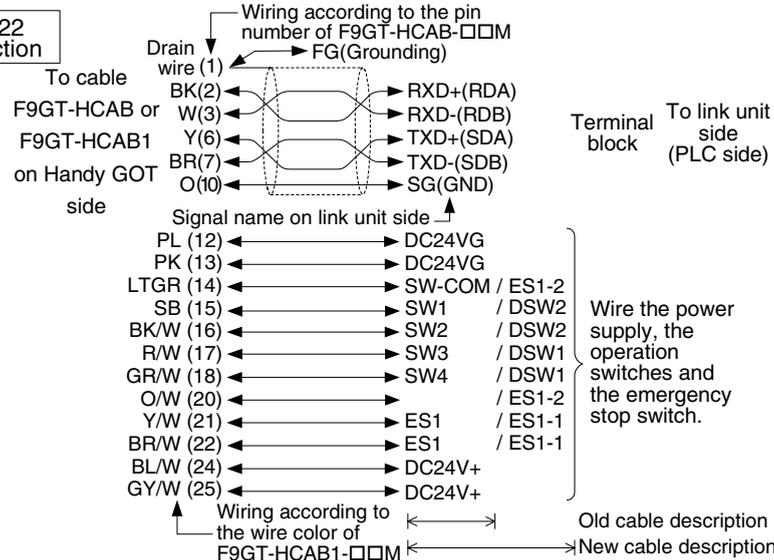 22
ction
Wiring according to the pin
number of F9GT-HCAB-□□M
Drain
wire (1)
FG(Grounding)
To cable
F9GT-HCAB or
F9GT-HCAB1
on Handy GOT
side
BK(2)
RXD+(RDA)
W(3)
RXD-(RDB)
Y(6)
TXD+(SDA)
BR(7)
TXD-(SDB)
O(10)
SG(GND)
Terminal
block
To link unit
side
(PLC side)
Signal name on link unit side
PL (12) DC24VG
PK (13) DC24VG
LTGR (14) SW-COM / ES1-2
SB (15) SW1 / DSW2
BK/W (16) SW2 / DSW2
R/W (17) SW3 / DSW1
GR/W (18) SW4 / DSW1
O/W (20) / ES1-2
Y/W (21) ES1 / ES1-1
BR/W (22) ES1 / ES1-1
BL/W (24) DC24V+
GY/W (25) DC24V+
Wire the power
supply, the
operation
switches and
the emergency
stop switch.
Wiring according to
the wire color of
F9GT-HCAB1-□□M
Old cable description
New cable description